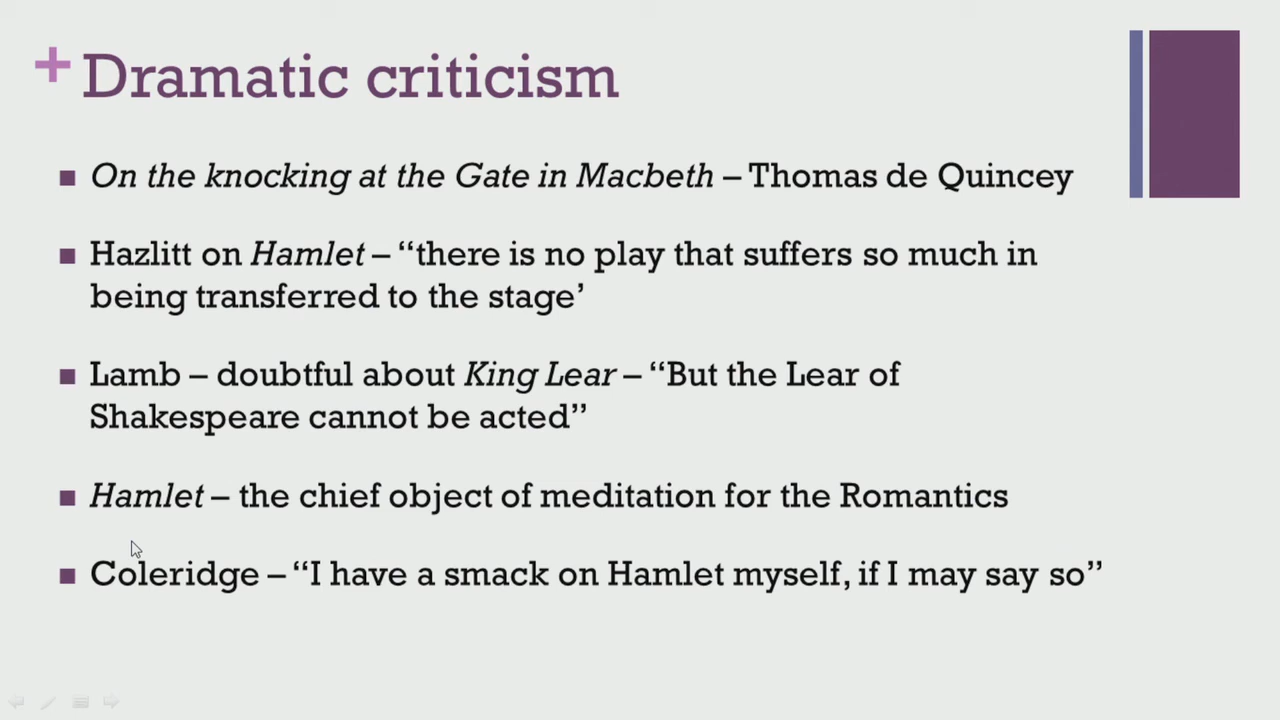 + Dramatic criticism
■ On the knocking at the Gate in Macbeth – Thomas de Quincey
■ Hazlitt on Hamlet – “there is no play that suffers so much in
being transferred to the stage’
■ Lamb – doubtful about King Lear – “But the Lear of
Shakespeare cannot be acted”
■ Hamlet – the chief object of meditation for the Romantics
■ Coleridge – “I have a smack on Hamlet myself, if I may say so”